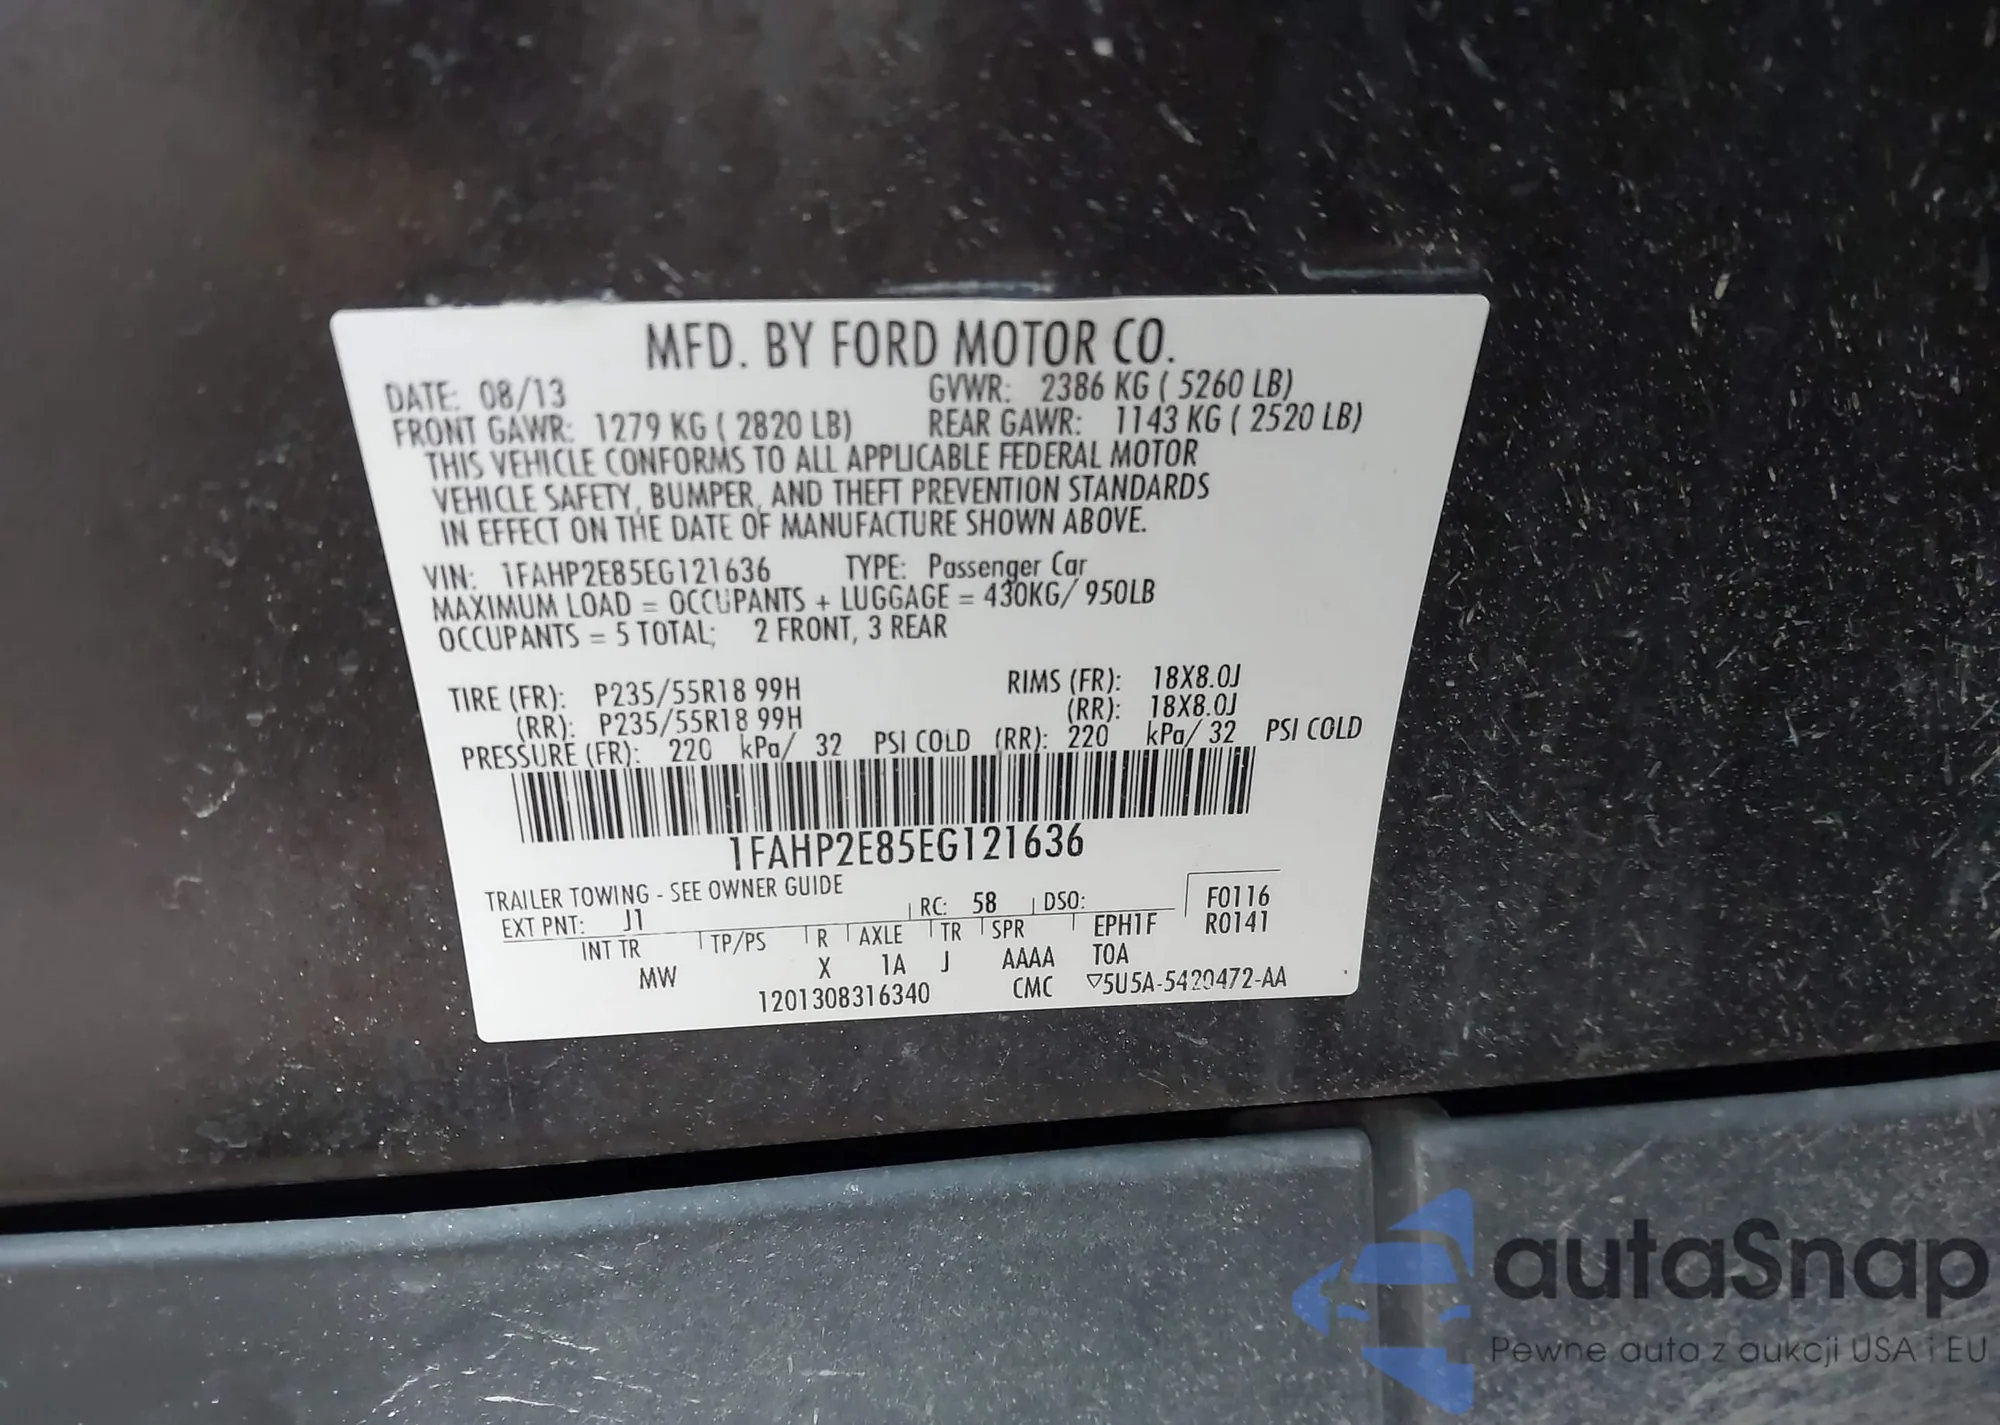 MFD. BY FORD MOTOR CO.
DATE: 08/13 GVWR: 2386 KG ( 5260 LB)
FRONT GAWR: 1279 KG ( 2820 LB) REAR GAWR: 1143 KG ( 2520 LB)
THIS VEHICLE CONFORMS TO ALL APPLICABLE FEDERAL MOTOR
VEHICLE SAFETY, BUMPER, AND THEFT PREVENTION STANDARDS
IN EFFECT ON THE DATE OF MANUFACTURE SHOWN ABOVE.
VIN: 1FAHP2E85EG121636 TYPE: Passenger Car
MAXIMUM LOAD = OCCUPANTS + LUGGAGE = 430KG/ 950LB
OCCUPANTS = 5 TOTAL; 2 FRONT, 3 REAR
TIRE (FR): P235/55R18 99H RIMS (FR): 18X8.0J
(RR): P235/55R18 99H (RR): 18X8.0J
PRESSURE (FR): 220 kPa/ 32 PSI COLD (RR): 220 kPa/ 32 PSI COLD
1FAHP2E85EG121636
TRAILER TOWING - SEE OWNER GUIDE
EXT PNT: J1 RC: 58 DSO: F0116
INT TR TP/PS R AXLE TR SPR EPH1F R0141
MW X 1A J AAAA TOA
1201308316340 CMC ▽5U5A-5420472-AA
autaSnap
Pewne auta z aukcji USA i EU